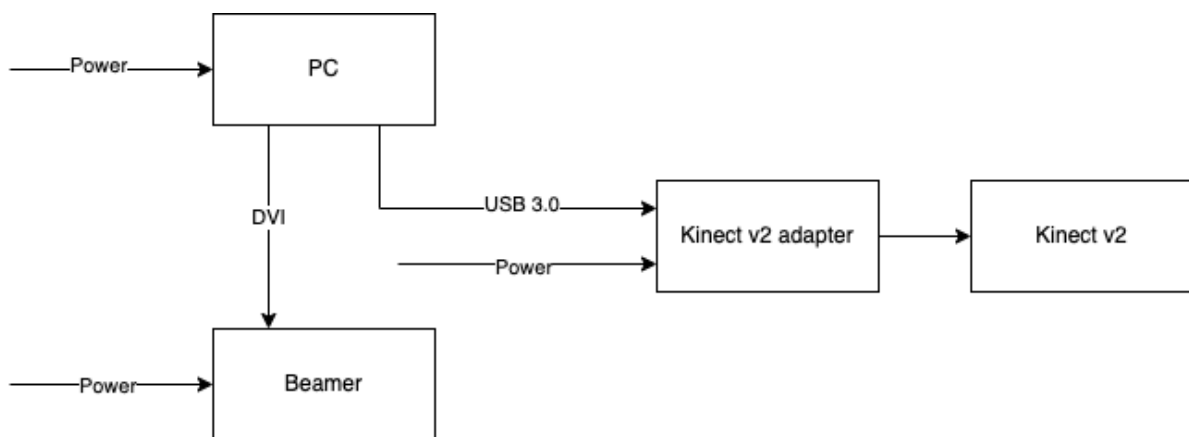 PC
Power
DVI
USB 3.0
Kinect v2 adapter
Kinect v2
Power
Beamer
Power